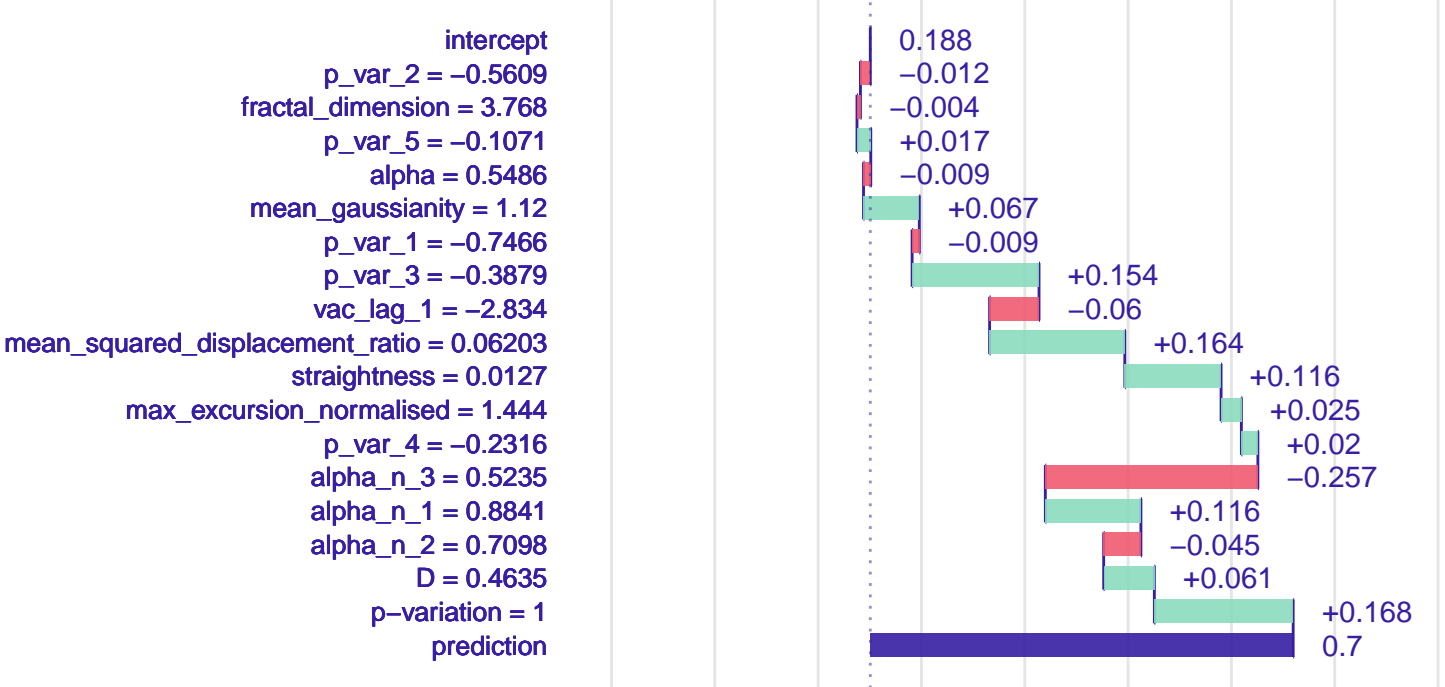 intercept 0.188
p_var_2 = −0.5609 −0.012
fractal_dimension = 3.768 −0.004
p_var_5 = −0.1071 +0.017
alpha = 0.5486 −0.009
mean_gaussianity = 1.12 +0.067
p_var_1 = −0.7466 −0.009
p_var_3 = −0.3879 +0.154
vac_lag_1 = −2.834 −0.06
mean_squared_displacement_ratio = 0.06203 +0.164
straightness = 0.0127 +0.116
max_excursion_normalised = 1.444 +0.025
p_var_4 = −0.2316 +0.02
alpha_n_3 = 0.5235 −0.257
alpha_n_1 = 0.8841 +0.116
alpha_n_2 = 0.7098 −0.045
D = 0.4635 +0.061
p−variation = 1 +0.168
prediction 0.7